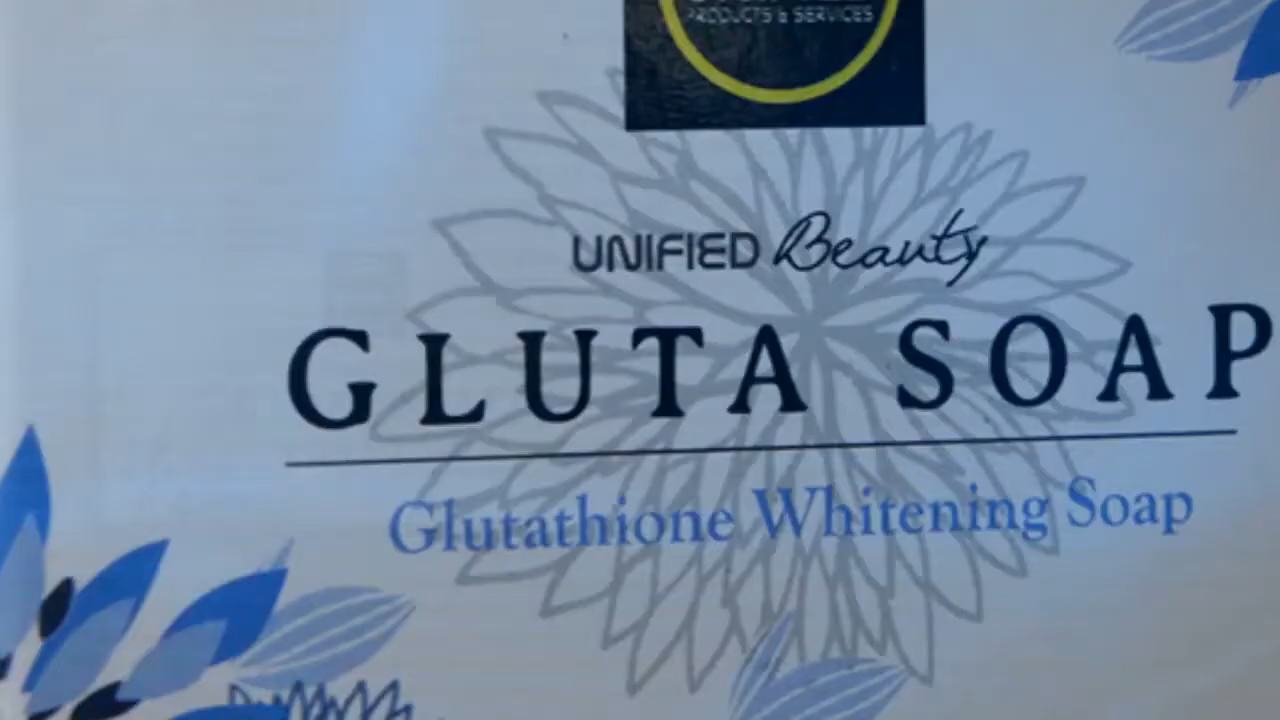 PRODUCTS & SERVICES
UNIFIED Beauty
GLUTA SOAP
Glutathione Whitening Soap